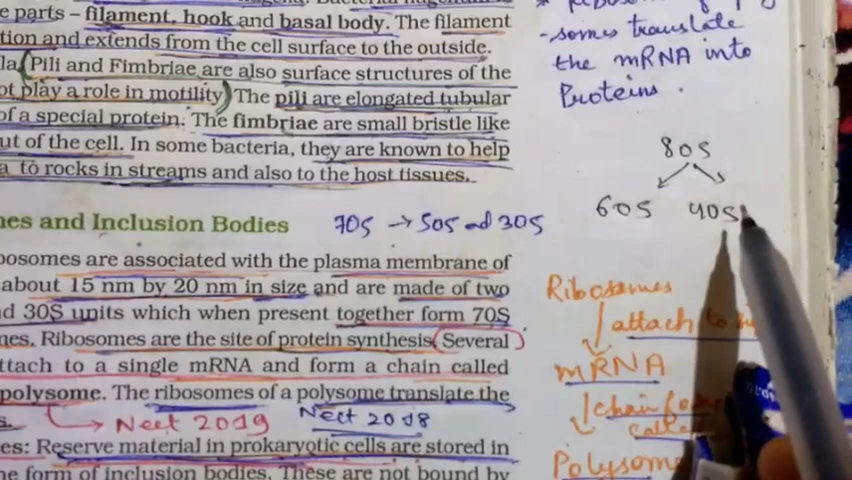 e parts – filament, hook and basal body. The filament
tion and extends from the cell surface to the outside.
la. Pili and Fimbriae are also surface structures of the
ot play a role in motility. The pili are elongated tubular
of a special protein. The fimbriae are small bristle like
ut of the cell. In some bacteria, they are known to help
a to rocks in streams and also to the host tissues.
mes and Inclusion Bodies
70S → 50S and 30S
bosomes are associated with the plasma membrane of
about 15 nm by 20 nm in size and are made of two
nd 30S units which when present together form 70S
mes. Ribosomes are the site of protein synthesis. Several
ttach to a single mRNA and form a chain called
polysome. The ribosomes of a polysome translate the
s.
→ Neet 2019
Neet 2018
es: Reserve material in prokaryotic cells are stored in
he form of inclusion bodies. These are not bound by
-somes translate
the mRNA into
Proteins.
80S
60S 40S
Ribosomes
attach to
mRNA
chain
Polysome